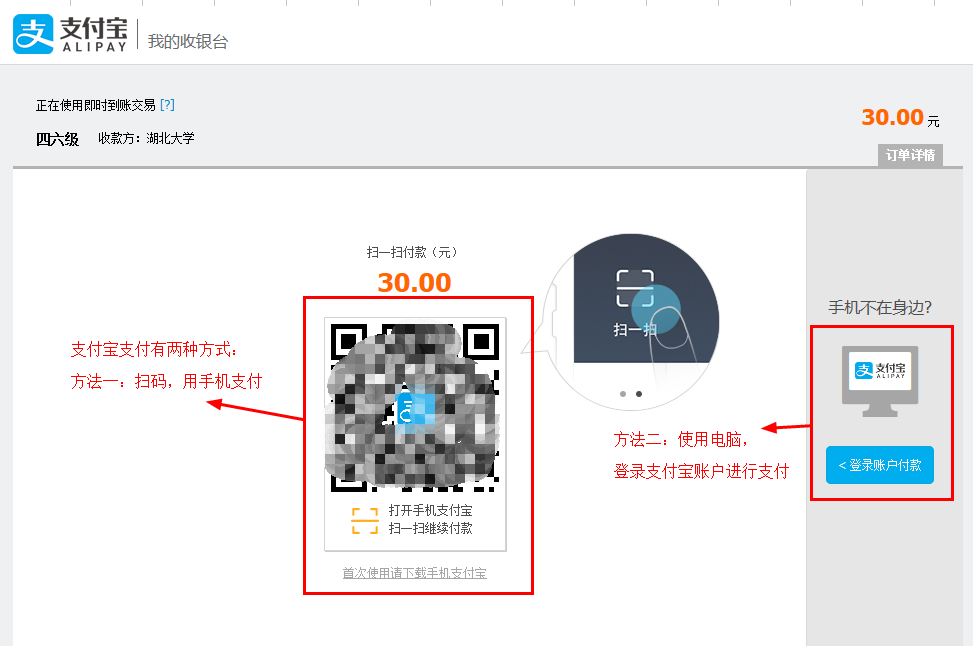 支付宝
ALIPAY
我的收银台
正在使用即时到账交易 [?]
四六级 收款方：湖北大学
30.00 元
订单详情
扫一扫付款（元）
30.00
扫一扫
支付宝支付有两种方式：
方法一：扫码，用手机支付
打开手机支付宝
扫一扫继续付款
首次使用请下载手机支付宝
方法二：使用电脑，
登录支付宝账户进行支付
手机不在身边?
支付宝
ALIPAY
< 登录账户付款